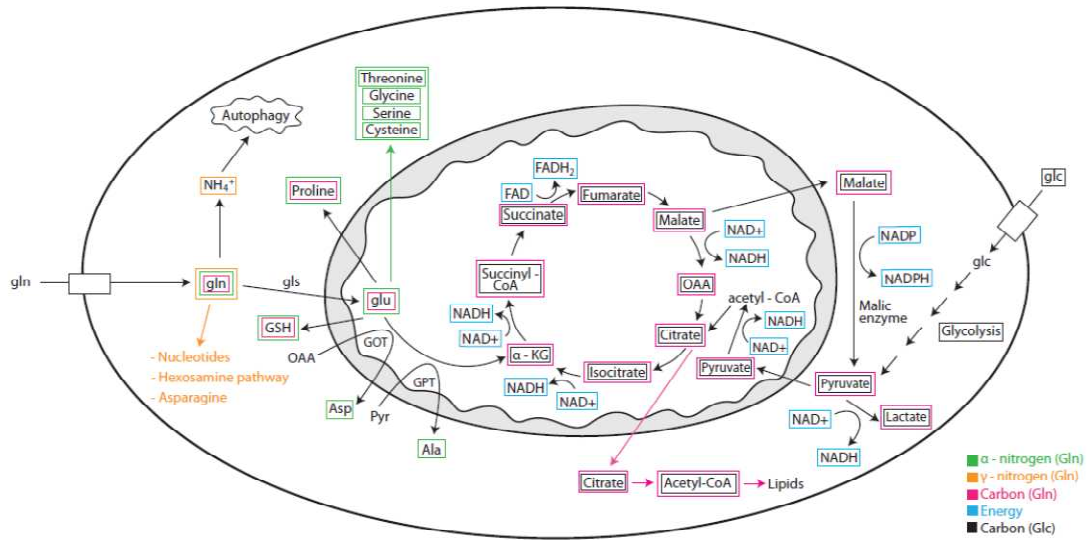 Threonine
Glycine
Serine
Cysteine
Autophagy
NH₄⁺
Proline
gln
gln
gls
glu
GSH
OAA
GOT
GPT
Asp
Pyr
Ala
- Nucleotides
- Hexosamine pathway
- Asparagine
FADH₂
FAD
Succinate
Fumarate
Malate
NAD+
NADH
OAA
acetyl - CoA
Citrate
NADH
NAD+
Pyruvate
Isocitrate
NADH
NAD+
α - KG
NADH
NAD+
Succinyl -
CoA
Malate
NADP
NADPH
Malic
enzyme
glc
glc
Glycolysis
Pyruvate
Lactate
NAD+
NADH
Citrate
Acetyl-CoA
Lipids
α - nitrogen (Gln)
γ - nitrogen (Gln)
Carbon (Gln)
Energy
Carbon (Glc)